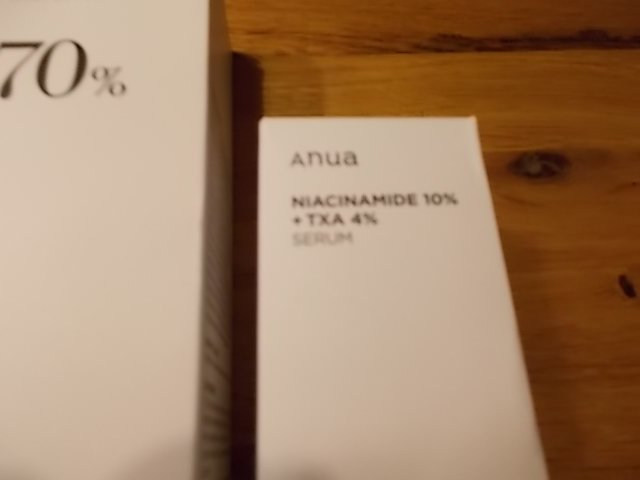 70%
Anua
NIACINAMIDE 10%
+ TXA 4%
SERUM